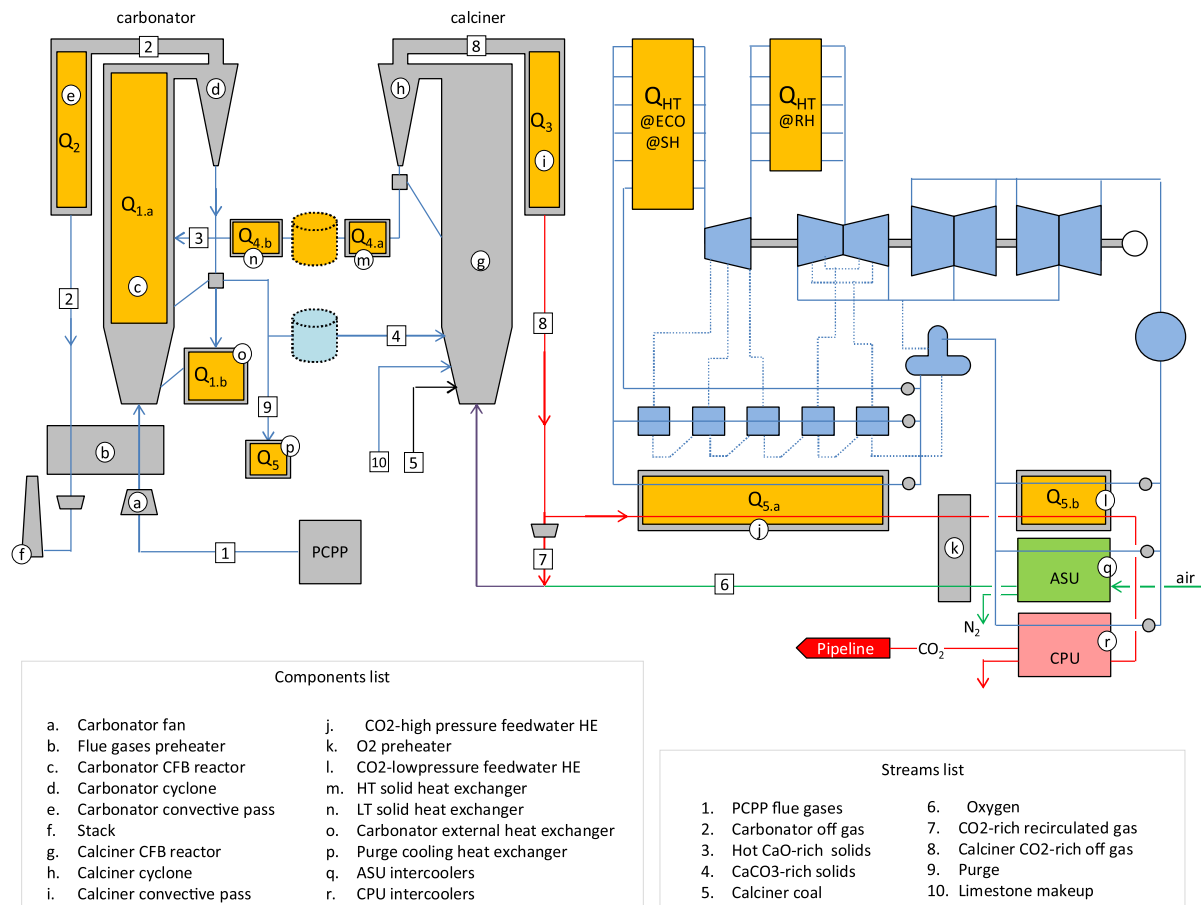 carbonator
calciner
2
8
e
d
h
Q2
Q3
i
QHT
@ECO
@SH
QHT
@RH
Q1.a
3
Q4.b
n
Q4.a
m
g
c
2
4
8
o
Q1.b
9
p
Q5
10
5
b
a
f
1
PCPP
7
6
Q5.a
j
k
Q5.b
l
ASU
q
air
N2
Pipeline
CO2
CPU
r
Components list
a. Carbonator fan
b. Flue gases preheater
c. Carbonator CFB reactor
d. Carbonator cyclone
e. Carbonator convective pass
f. Stack
g. Calciner CFB reactor
h. Calciner cyclone
i. Calciner convective pass
j. CO2-high pressure feedwater HE
k. O2 preheater
l. CO2-lowpressure feedwater HE
m. HT solid heat exchanger
n. LT solid heat exchanger
o. Carbonator external heat exchanger
p. Purge cooling heat exchanger
q. ASU intercoolers
r. CPU intercoolers
Streams list
1. PCPP flue gases
2. Carbonator off gas
3. Hot CaO-rich solids
4. CaCO3-rich solids
5. Calciner coal
6. Oxygen
7. CO2-rich recirculated gas
8. Calciner CO2-rich off gas
9. Purge
10. Limestone makeup